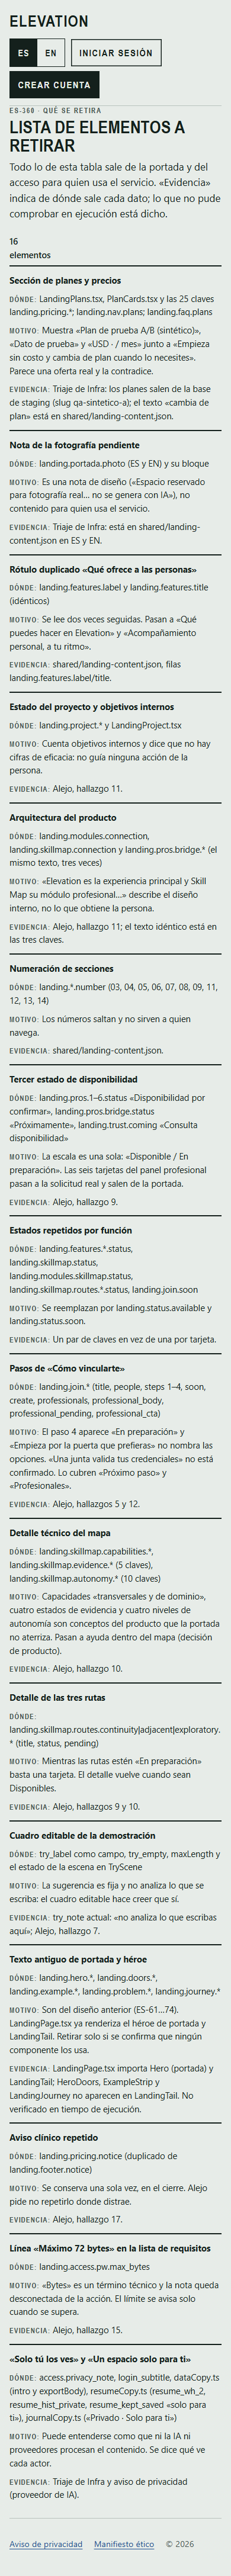 ELEVATION
ES EN INICIAR SESIÓN
CREAR CUENTA
ES-360 · QUÉ SE RETIRA
LISTA DE ELEMENTOS A
RETIRAR
Todo lo de esta tabla sale de la portada y del
acceso para quien usa el servicio. «Evidencia»
indica de dónde sale cada dato; lo que no pude
comprobar en ejecución está dicho.
16
elementos
Sección de planes y precios
DÓNDE: LandingPlans.tsx, PlanCards.tsx y las 25 claves
landing.pricing.*; landing.nav.plans; landing.faq.plans
MOTIVO: Muestra «Plan de prueba A/B (sintético)»,
«Dato de prueba» y «USD · / mes» junto a «Empieza
sin costo y cambia de plan cuando lo necesites».
Parece una oferta real y la contradice.
EVIDENCIA: Triaje de Infra: los planes salen de la base
de staging (slug qa-sintetico-a); el texto «cambia de
plan» está en shared/landing-content.json.
Nota de la fotografía pendiente
DÓNDE: landing.portada.photo (ES y EN) y su bloque
MOTIVO: Es una nota de diseño («Espacio reservado
para fotografía real... no se genera con IA»), no
contenido para quien usa el servicio.
EVIDENCIA: Triaje de Infra: está en shared/landing-
content.json en ES y EN.
Rótulo duplicado «Qué ofrece a las personas»
DÓNDE: landing.features.label y landing.features.title
(idénticos)
MOTIVO: Se lee dos veces seguidas. Pasan a «Qué
puedes hacer en Elevation» y «Acompañamiento
personal, a tu ritmo».
EVIDENCIA: shared/landing-content.json, filas
landing.features.label/title.
Estado del proyecto y objetivos internos
DÓNDE: landing.project.* y LandingProject.tsx
MOTIVO: Cuenta objetivos internos y dice que no hay
cifras de eficacia: no guía ninguna acción de la
persona.
EVIDENCIA: Alejo, hallazgo 11.
Arquitectura del producto
DÓNDE: landing.modules.connection,
landing.skillmap.connection y landing.pros.bridge.* (el
mismo texto, tres veces)
MOTIVO: «Elevation es la experiencia principal y Skill
Map su módulo profesional...» describe el diseño
interno, no lo que obtiene la persona.
EVIDENCIA: Alejo, hallazgo 11; el texto idéntico está en
las tres claves.
Numeración de secciones
DÓNDE: landing.*.number (03, 04, 05, 06, 07, 08, 09, 11,
12, 13, 14)
MOTIVO: Los números saltan y no sirven a quien
navega.
EVIDENCIA: shared/landing-content.json.
Tercer estado de disponibilidad
DÓNDE: landing.pros.1–6.status «Disponible por
confirmar», landing.pros.bridge.status
«Próximamente», landing.trust.coming «Consulta
disponibilidad»
MOTIVO: La escala es una sola: «Disponible / En
preparación». Las seis tarjetas del panel profesional
pasan a la solicitud real y salen de la portada.
EVIDENCIA: Alejo, hallazgo 9.
Estados repetidos por función
DÓNDE: landing.features.*.status,
landing.skillmap.status,
landing.modules.skillmap.status,
landing.skillmap.routes.*.status, landing.join.soon
MOTIVO: Se reemplazan por landing.status.available y
landing.status.soon.
EVIDENCIA: Un par de claves en vez de una por tarjeta.
Pasos de «Cómo vincularte»
DÓNDE: landing.join.* (title, people, steps 1–4, soon,
create, professionals, professional_body,
professional_pending, professional_cta)
MOTIVO: El paso 4 aparece «En preparación» y
«Empieza por la puerta que prefieras» no nombra las
opciones. «Una junta valida tus credenciales» no está
confirmado. Lo cubren «Próximo paso» y
«Profesionales».
EVIDENCIA: Alejo, hallazgos 5 y 12.
Detalle técnico del mapa
DÓNDE: landing.skillmap.capabilities.*,
landing.skillmap.evidence.* (5 claves),
landing.skillmap.autonomy.* (10 claves)
MOTIVO: Capacidades «transversales y de dominio»,
cuatro estados de evidencia y cuatro niveles de
autonomía son conceptos del producto que la portada
no aterriza. Pasan a ayuda dentro del mapa (decisión
de producto).
EVIDENCIA: Alejo, hallazgo 10.
Detalle de las tres rutas
DÓNDE:
landing.skillmap.routes.continuity|adjacent|exploratory.
* (title, status, pending)
MOTIVO: Mientras las rutas estén «En preparación»
basta una tarjeta. El detalle vuelve cuando sean
Disponibles.
EVIDENCIA: Alejo, hallazgos 9 y 10.
Cuadro editable de la demostración
DÓNDE: try_label como campo, try_empty, maxLength y
el estado de la escena en TryScene
MOTIVO: La sugerencia es fija y no analiza lo que se
escriba: el cuadro editable hace creer que sí.
EVIDENCIA: try_note actual: «no analiza lo que escribas
aquí»; Alejo, hallazgo 7.
Texto antiguo de portada y héroe
DÓNDE: landing.hero.*, landing.doors.*,
landing.example.*, landing.problem.*, landing.journey.*
MOTIVO: Son del diseño anterior (ES-61...74).
LandingPage.tsx ya renderiza el héroe de portada y
LandingTail. Retirar solo si se confirma que ningún
componente los usa.
EVIDENCIA: LandingPage.tsx importa Hero (portada) y
LandingTail; HeroDoors, ExampleStrip y
LandingJourney no aparecen en LandingTail. No
verificado en tiempo de ejecución.
Aviso clínico repetido
DÓNDE: landing.pricing.notice (duplicado de
landing.footer.notice)
MOTIVO: Se conserva una sola vez, en el cierre. Alejo
pide no repetirlo donde distrae.
EVIDENCIA: Alejo, hallazgo 17.
Línea «Máximo 72 bytes» en la lista de requisitos
DÓNDE: landing.access.pw.max_bytes
MOTIVO: «Bytes» es un término técnico y la nota queda
desconectada de la acción. El límite se avisa solo
cuando se supera.
EVIDENCIA: Alejo, hallazgo 15.
«Solo tú los ves» y «Un espacio solo para ti»
DÓNDE: access.privacy_note, login_subtitle, dataCopy.ts
(intro y exportBody), resumeCopy.ts (resume_wh_2,
resume_hist_private, resume_kept_saved «solo para
ti»), journalCopy.ts («Privado · Solo para ti»)
MOTIVO: Puede entenderse como que ni la IA ni
proveedores procesan el contenido. Se dice qué ve
cada actor.
EVIDENCIA: Triaje de Infra y aviso de privacidad
(proveedor de IA).
Aviso de privacidad Manifiesto ético © 2026